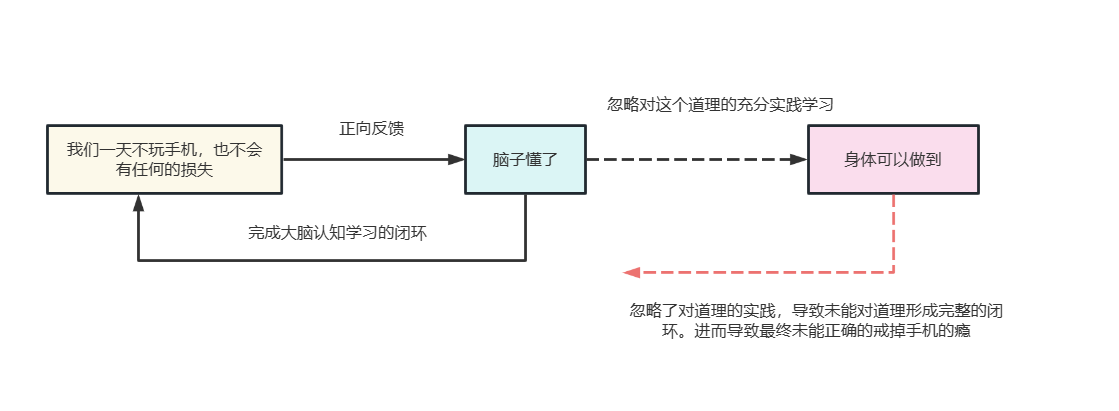 忽略对这个道理的充分实践学习
正向反馈
我们一天不玩手机，也不会
有任何的损失
脑子懂了
身体可以做到
完成大脑认知学习的闭环
忽略了对道理的实践，导致未能对道理形成完整的闭
环。进而导致最终未能正确的戒掉手机的瘾